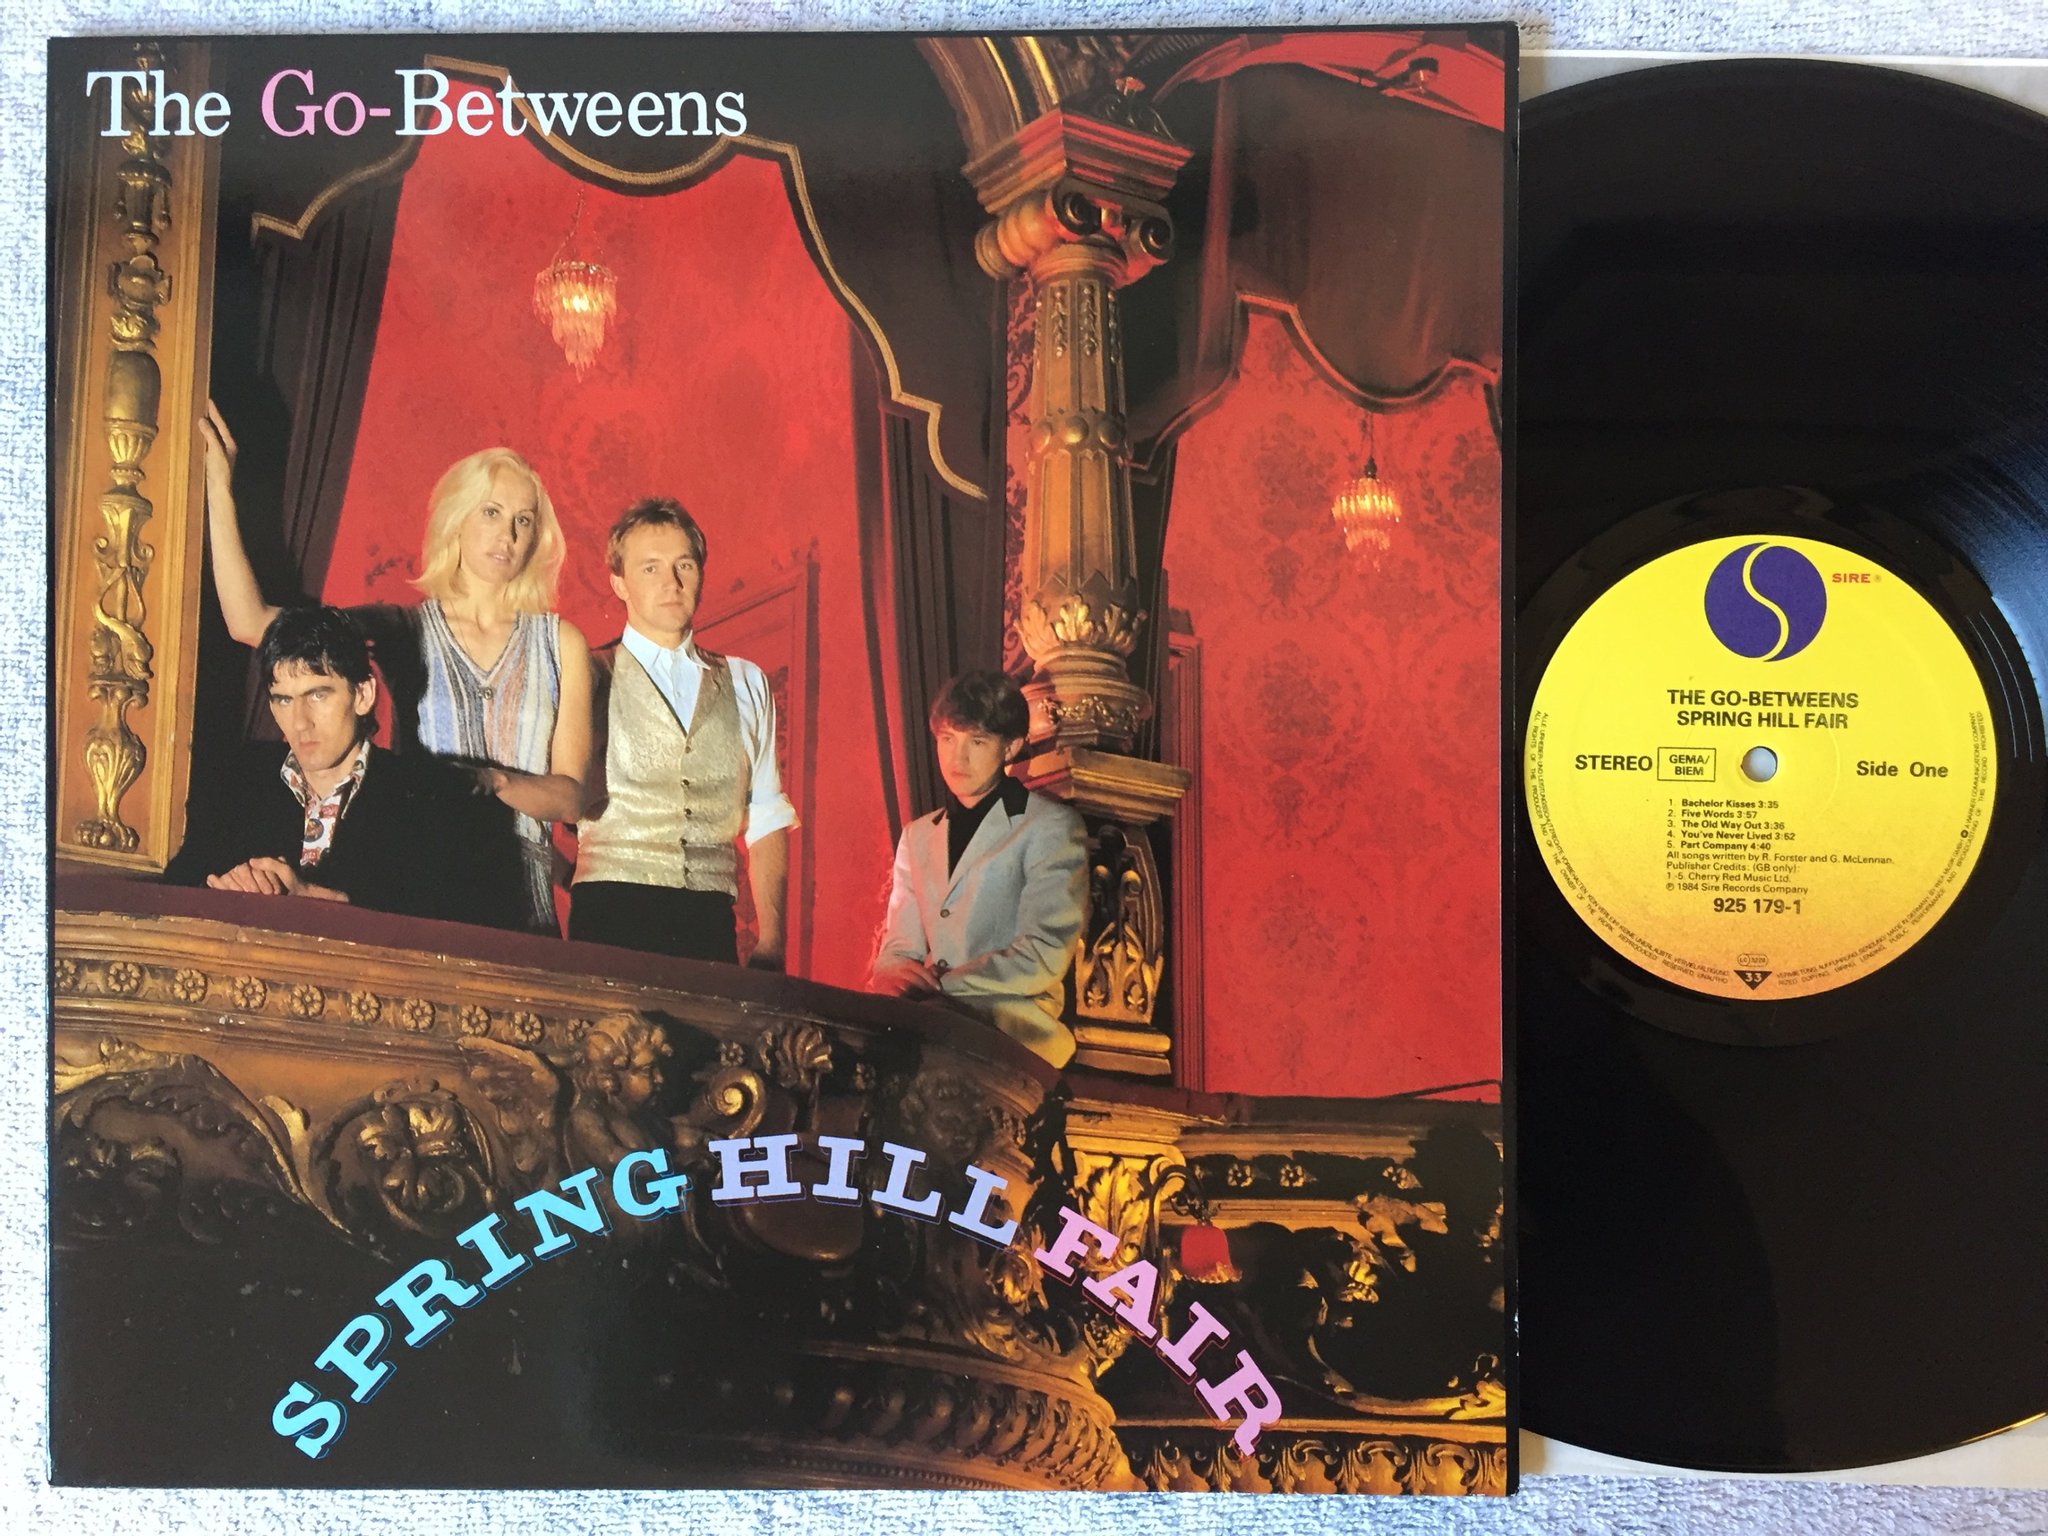 The Go-Betweens
SPRING HILL FAIR
SIRE ®
THE GO-BETWEENS
SPRING HILL FAIR
STEREO
GEMA/
BIEM
Side One
1. Bachelor Kisses 3:35
2. Five Words 3:57
3. The Old Way Out 3:36
4. You've Never Lived 3:62
5. Part Company 4:40
All songs written by R. Forster and G. McLennan.
Publisher Credits: (GB only):
1-5. Cherry Red Music Ltd.
℗ 1984 Sire Records Company
925 179-1
33